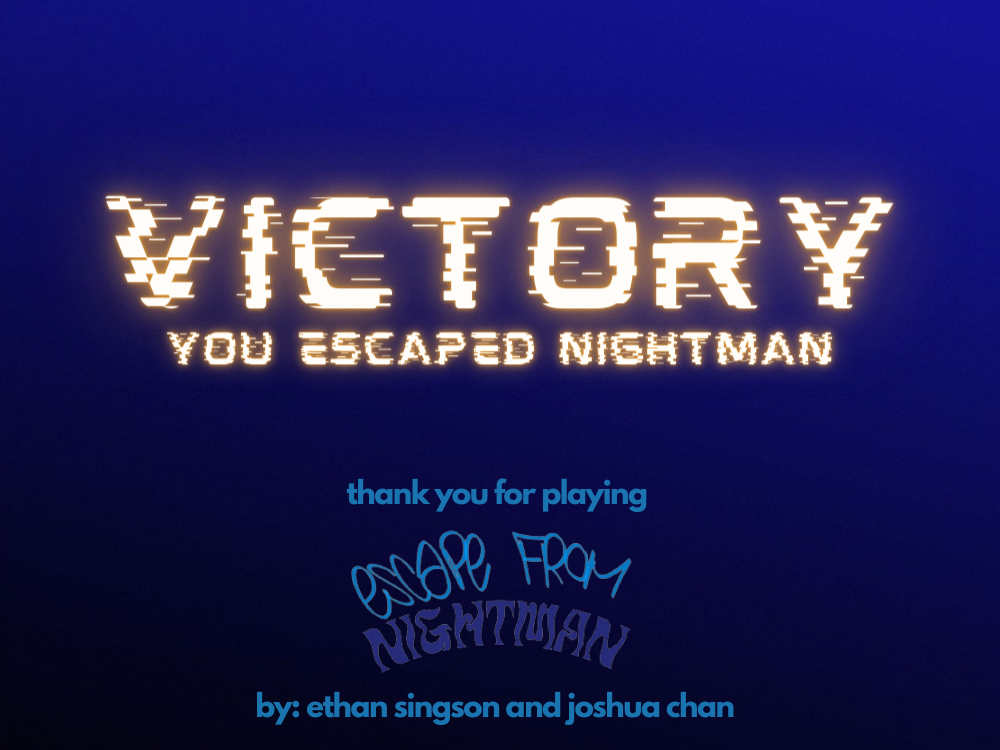 VICTORY
YOU ESCAPED NIGHTMAN
thank you for playing
escape FROM
NIGHTMAN
by: ethan singson and joshua chan